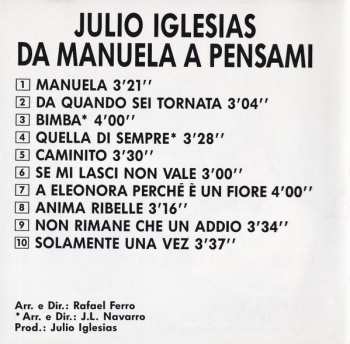 JULIO IGLESIAS
DA MANUELA A PENSAMI
1 MANUELA 3'21''
2 DA QUANDO SEI TORNATA 3'04''
3 BIMBA* 4'00''
4 QUELLA DI SEMPRE* 3'28''
5 CAMINITO 3'30''
6 SE MI LASCI NON VALE 3'00''
7 A ELEONORA PERCHÉ È UN FIORE 4'00''
8 ANIMA RIBELLE 3'16''
9 NON RIMANE CHE UN ADDIO 3'34''
10 SOLAMENTE UNA VEZ 3'37''
Arr. e Dir.: Rafael Ferro
*Arr. e Dir.: J.L. Navarro
Prod.: Julio Iglesias